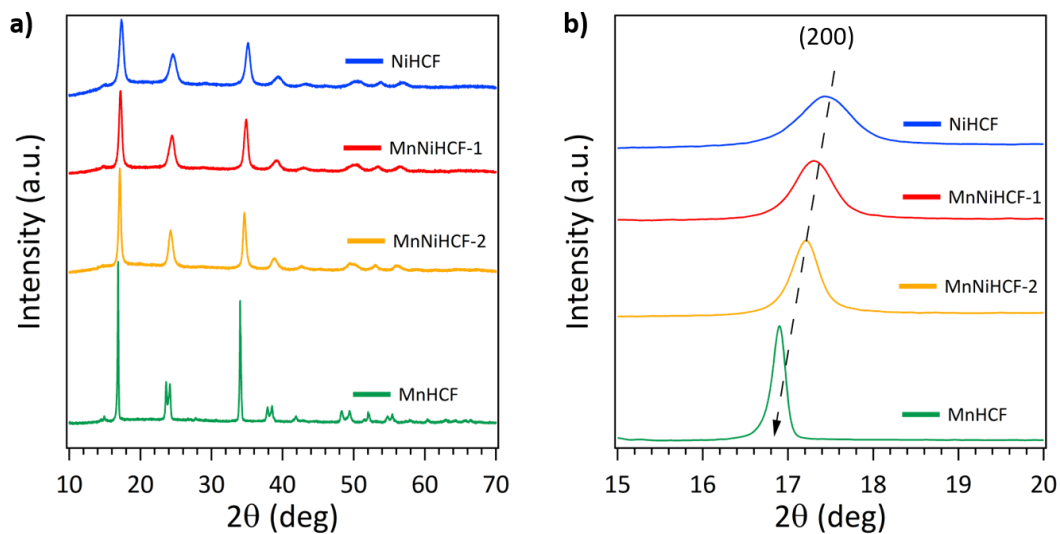 a)
Intensity (a.u.)
NiHCF
MnNiHCF-1
MnNiHCF-2
MnHCF
10 20 30 40 50 60 70
2θ (deg)
b)
(200)
Intensity (a.u.)
NiHCF
MnNiHCF-1
MnNiHCF-2
MnHCF
15 16 17 18 19 20
2θ (deg)